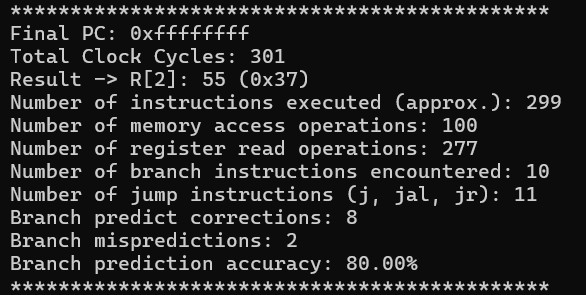 **********************************************
Final PC: 0xffffffff
Total Clock Cycles: 301
Result -> R[2]: 55 (0x37)
Number of instructions executed (approx.): 299
Number of memory access operations: 100
Number of register read operations: 277
Number of branch instructions encountered: 10
Number of jump instructions (j, jal, jr): 11
Branch predict corrections: 8
Branch mispredictions: 2
Branch prediction accuracy: 80.00%
**********************************************